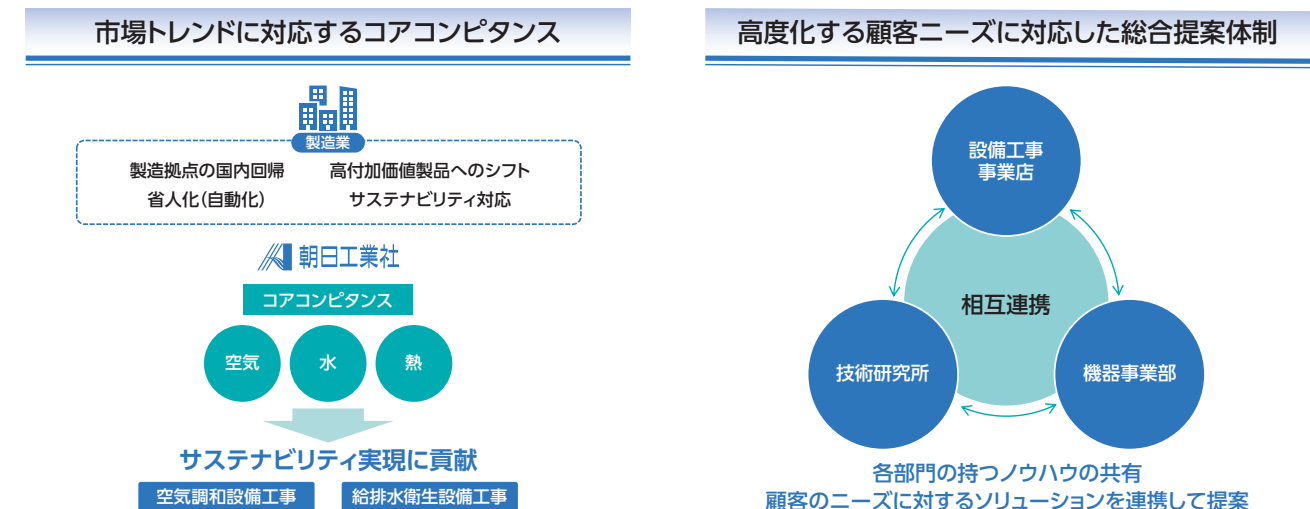 市場トレンドに対応するコアコンピタンス
製造業
製造拠点の国内回帰 高付加価値製品へのシフト
省人化(自動化) サステナビリティ対応
朝日工業社
コアコンピタンス
空気 水 熱
サステナビリティ実現に貢献
空気調和設備工事 給排水衛生設備工事
高度化する顧客ニーズに対応した総合提案体制
設備工事
事業店
相互連携
技術研究所 機器事業部
各部門の持つノウハウの共有
顧客のニーズに対するソリューションを連携して提案